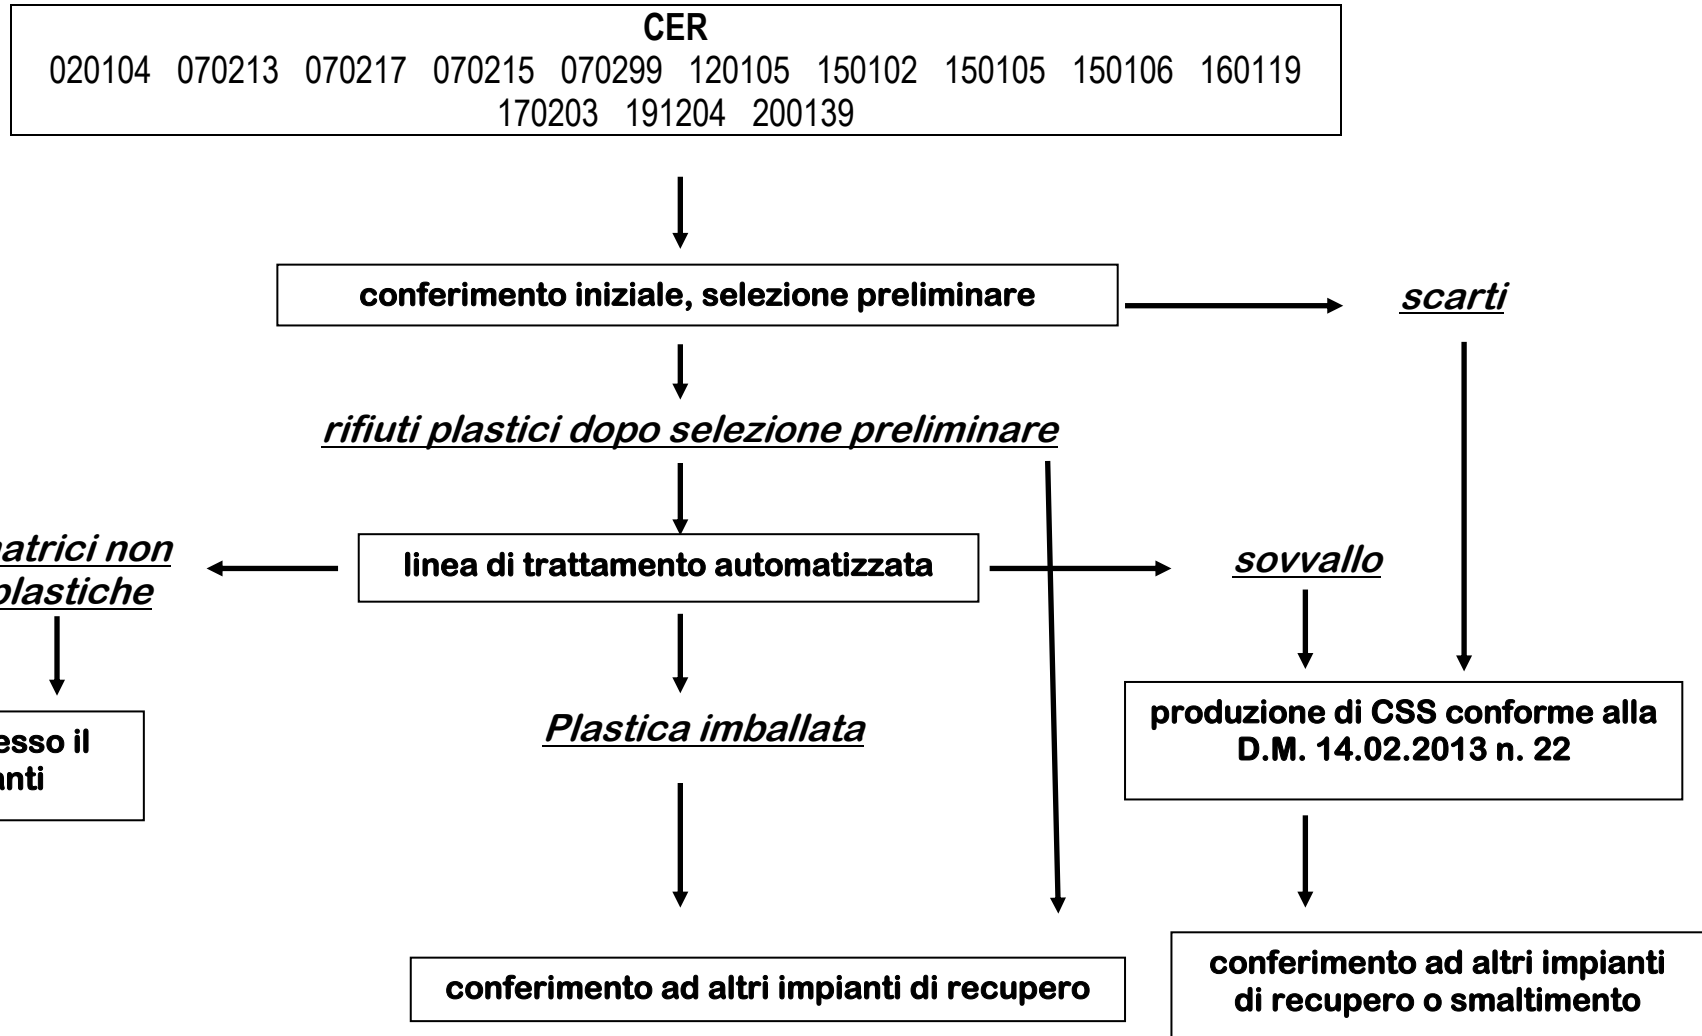 CER
020104 070213 070217 070215 070299 120105 150102 150105 150106 160119
170203 191204 200139
conferimento iniziale, selezione preliminare
scarti
rifiuti plastici dopo selezione preliminare
non
plastiche
linea di trattamento automatizzata
sovvallo
Plastica imballata
produzione di CSS conforme alla
D.M. 14.02.2013 n. 22
il
conferimento ad altri impianti di recupero
conferimento ad altri impianti
di recupero o smaltimento